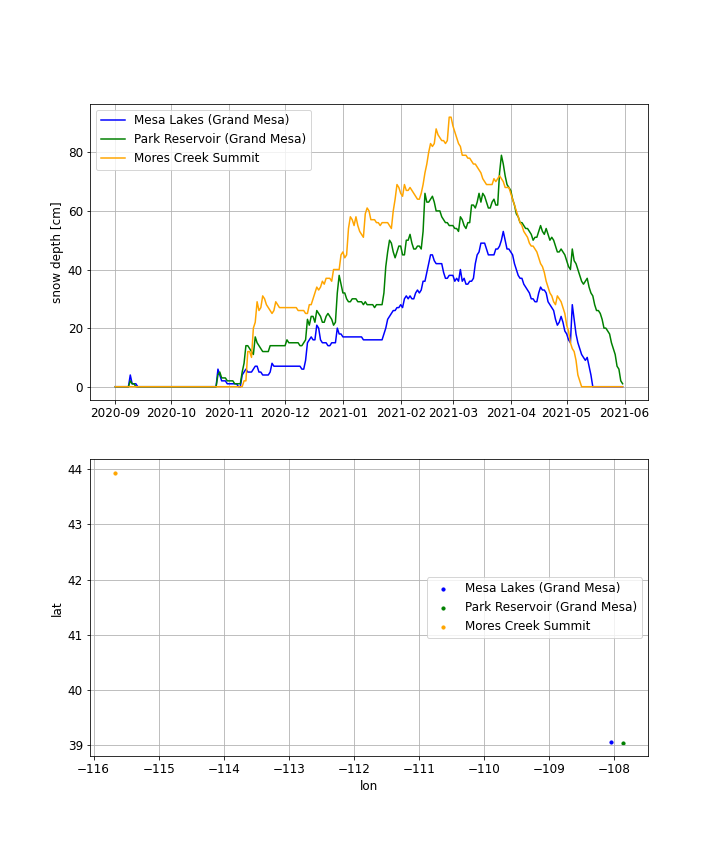 Mesa Lakes (Grand Mesa)
Park Reservoir (Grand Mesa)
Mores Creek Summit
80
60
40
20
0
snow depth [cm]
2020-09 2020-10 2020-11 2020-12 2021-01 2021-02 2021-03 2021-04 2021-05 2021-06
44
43
42
41
40
39
lat
Mesa Lakes (Grand Mesa)
Park Reservoir (Grand Mesa)
Mores Creek Summit
−116 −115 −114 −113 −112 −111 −110 −109 −108
lon